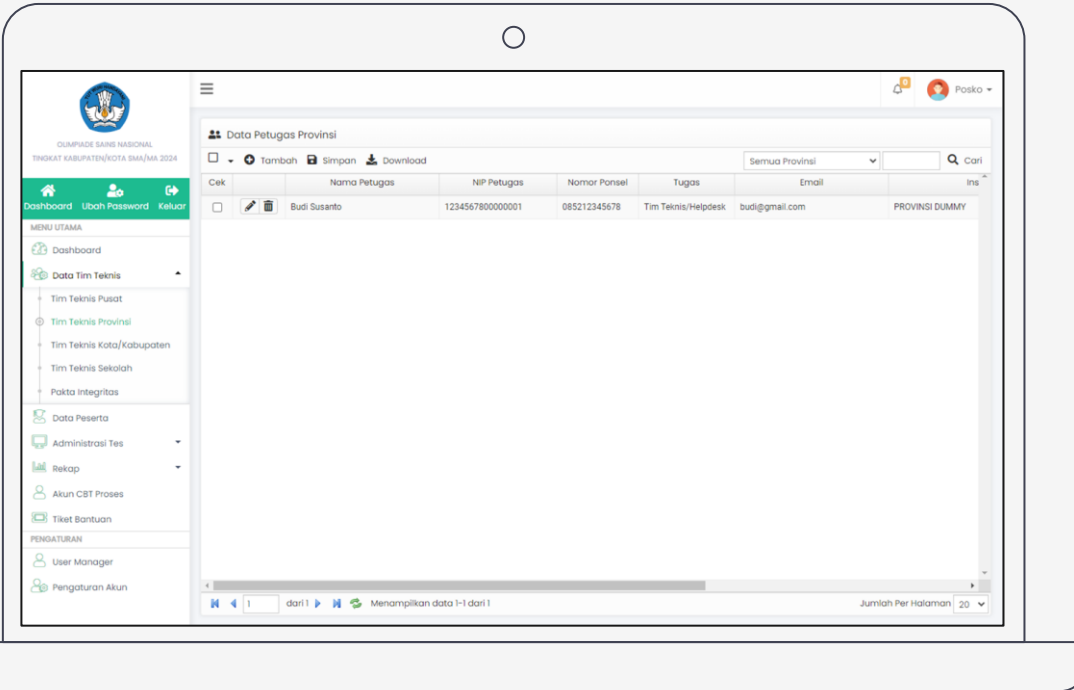 OLIMPIADE SAINS NASIONAL
TINGKAT KABUPATEN/KOTA SMA/MA 2024
Dashboard Ubah Password Keluar
MENU UTAMA
Dashboard
Data Tim Teknis
Tim Teknis Pusat
Tim Teknis Provinsi
Tim Teknis Kota/Kabupaten
Tim Teknis Sekolah
Pakta Integritas
Data Peserta
Administrasi Tes
Rekap
Akun CBT Proses
Tiket Bantuan
PENGATURAN
User Manager
Pengaturan Akun
0 Posko
Data Petugas Provinsi
Tambah Simpan Download Semua Provinsi Cari
Cek Nama Petugas NIP Petugas Nomor Ponsel Tugas Email Ins
Budi Susanto 1234567800000001 085212345678 Tim Teknis/Helpdesk budi@gmail.com PROVINSI DUMMY
1 dari 1 Menampilkan data 1-1 dari 1 Jumlah Per Halaman 20